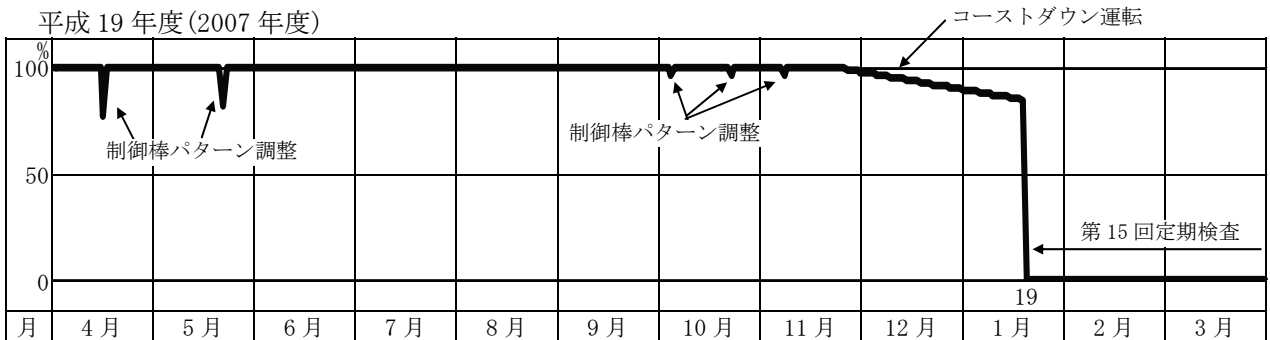 平成 19 年度(2007 年度)
コーストダウン運転
%
100
制御棒パターン調整
制御棒パターン調整
50
第 15 回定期検査
0
19
月 4 月 5 月 6 月 7 月 8 月 9 月 10 月 11 月 12 月 1 月 2 月 3 月